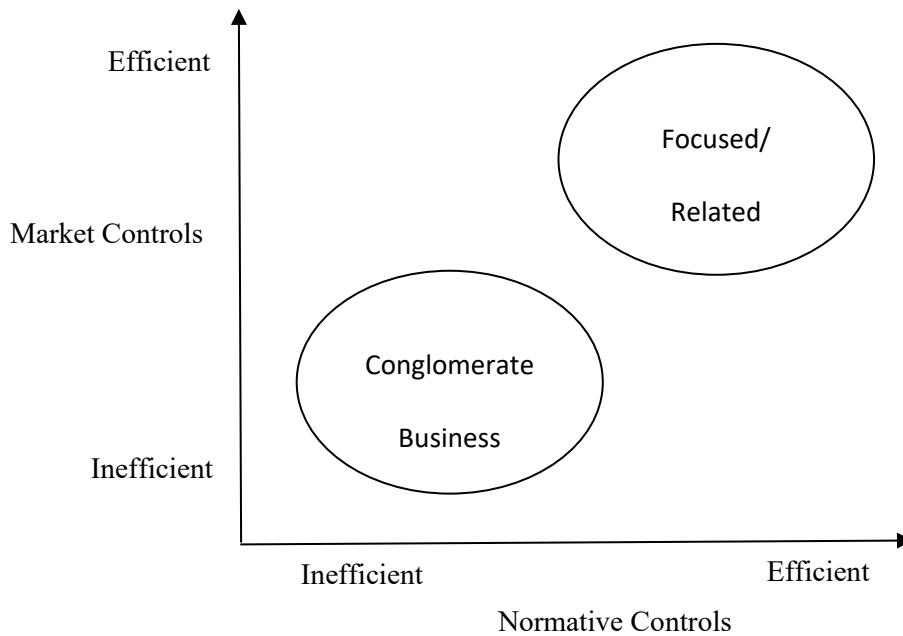 Efficient
Focused/
Related
Market Controls
Conglomerate
Business
Inefficient
Inefficient
Efficient
Normative Controls